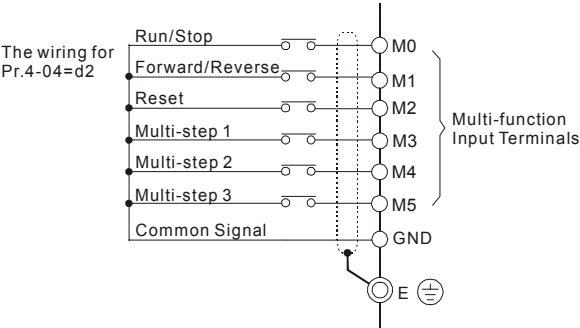 Run/Stop
M0
The wiring for
Pr.4-04=d2
Forward/Reverse
M1
Reset
M2
Multi-function
Input Terminals
Multi-step 1
M3
Multi-step 2
M4
Multi-step 3
M5
Common Signal
GND
E